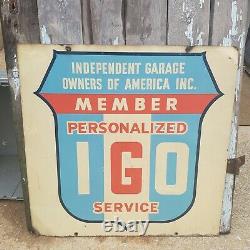 INDEPENDENT GARAGE
OWNERS OF AMERICA INC.
MEMBER
PERSONALIZED
IGO
SERVICE